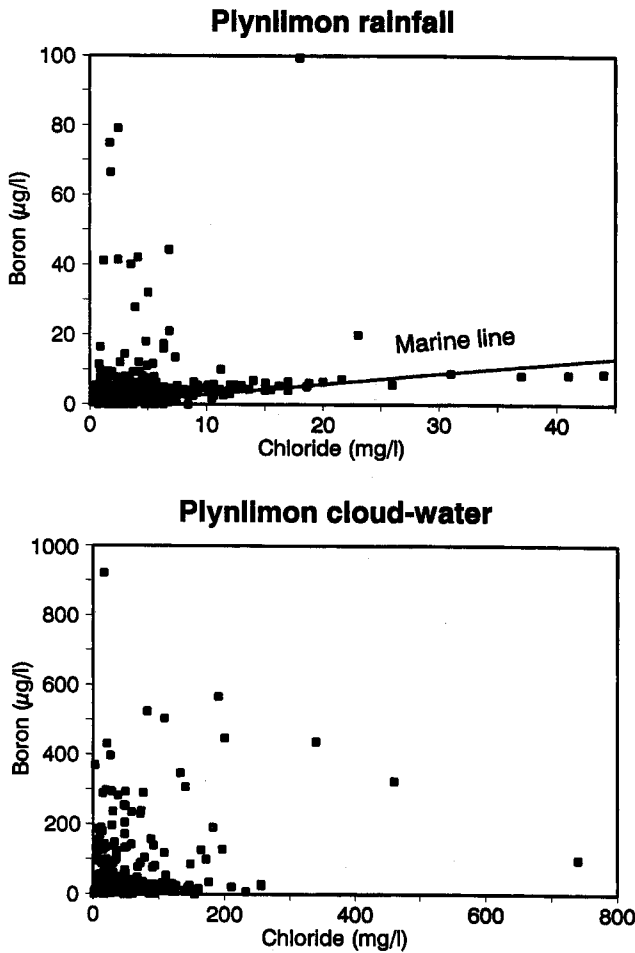 Plynlimon rainfall
100
80
60
40
20
0
Boron (µg/l)
Marine line
0 10 20 30 40
Chloride (mg/l)
Plynlimon cloud-water
1000
800
600
400
200
0
Boron (µg/l)
0 200 400 600 800
Chloride (mg/l)